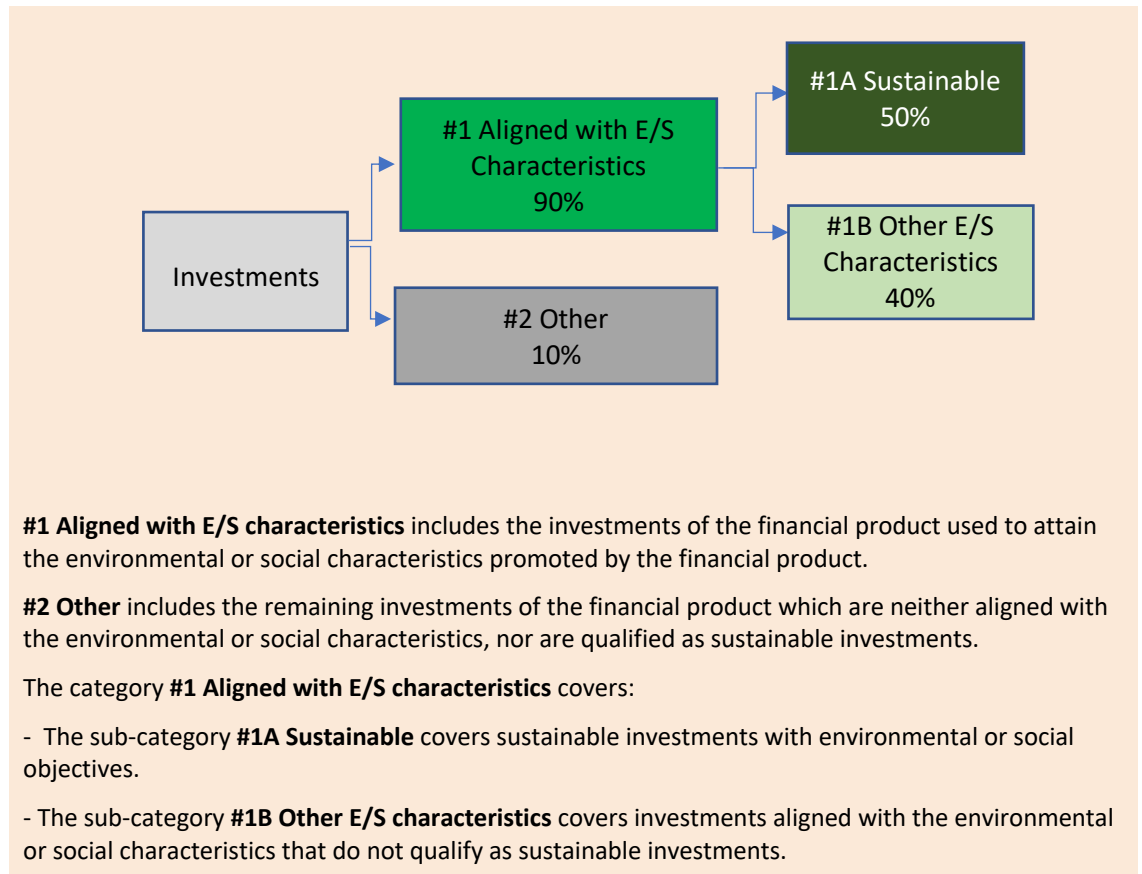 #1A Sustainable
50%
#1 Aligned with E/S
Characteristics
90%
#1B Other E/S
Characteristics
40%
Investments
#2 Other
10%
#1 Aligned with E/S characteristics includes the investments of the financial product used to attain
the environmental or social characteristics promoted by the financial product.
#2 Other includes the remaining investments of the financial product which are neither aligned with
the environmental or social characteristics, nor are qualified as sustainable investments.
The category #1 Aligned with E/S characteristics covers:
- The sub-category #1A Sustainable covers sustainable investments with environmental or social
objectives.
- The sub-category #1B Other E/S characteristics covers investments aligned with the environmental
or social characteristics that do not qualify as sustainable investments.